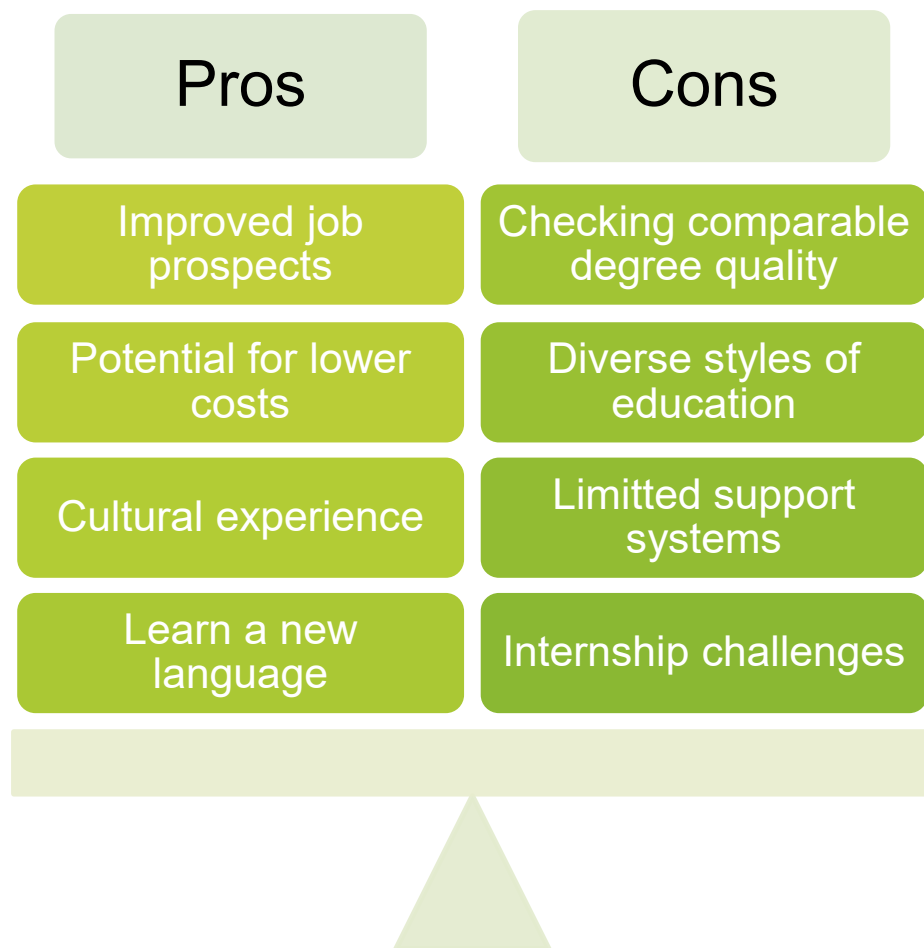 Pros
Improved job
prospects
Potential for lower
costs
Cultural experience
Learn a new
language
Cons
Checking comparable
degree quality
Diverse styles of
education
Limitted support
systems
Internship challenges